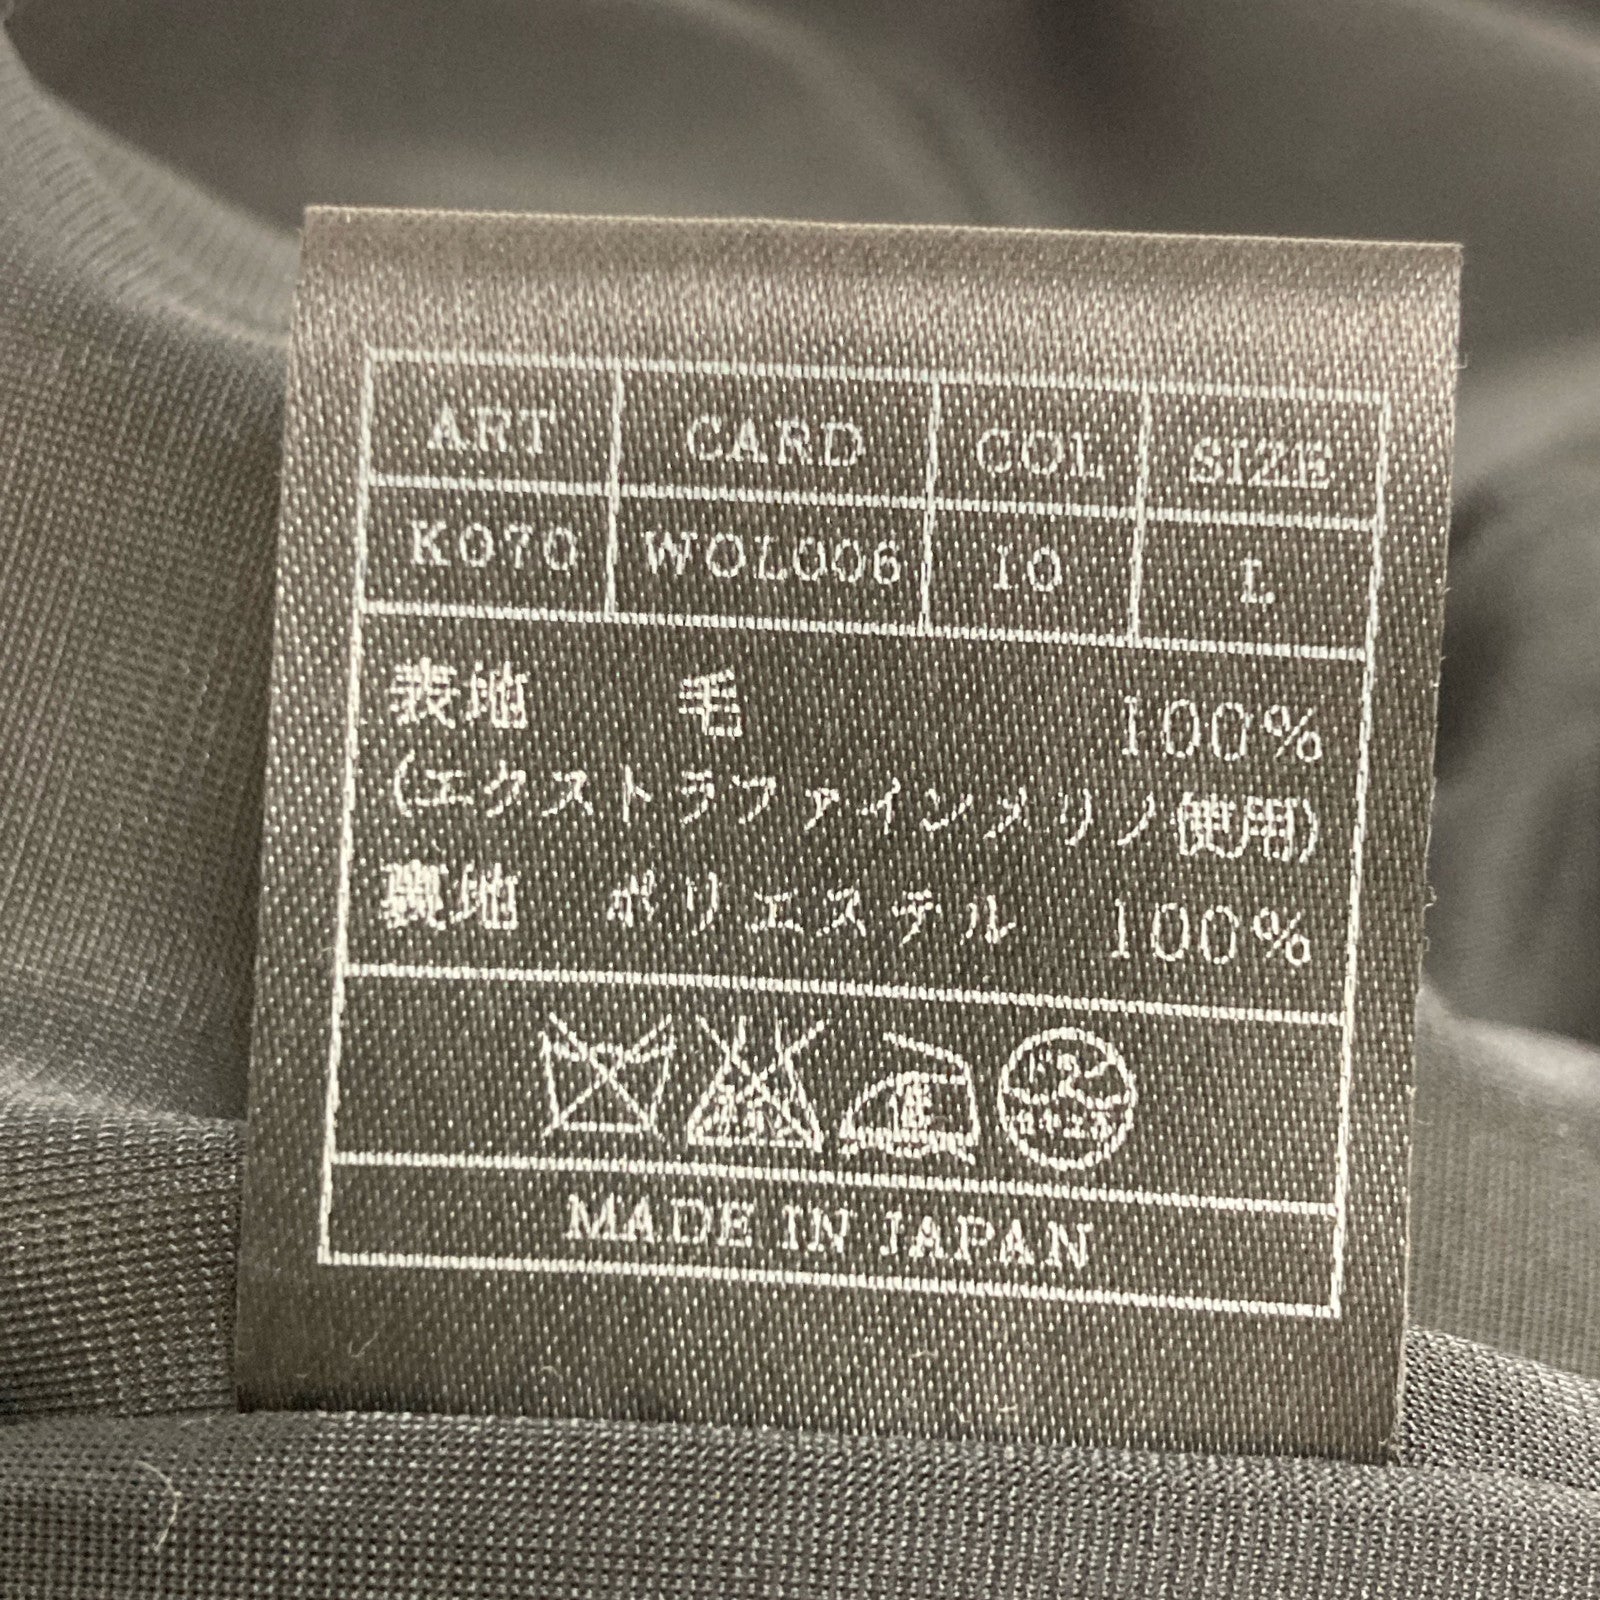 ART CARD COL SIZE
K070 WOL006 10 L
表地 毛 100%
(エクストラファインメリノ使用)
裏地 ポリエステル 100%
低
MADE IN JAPAN